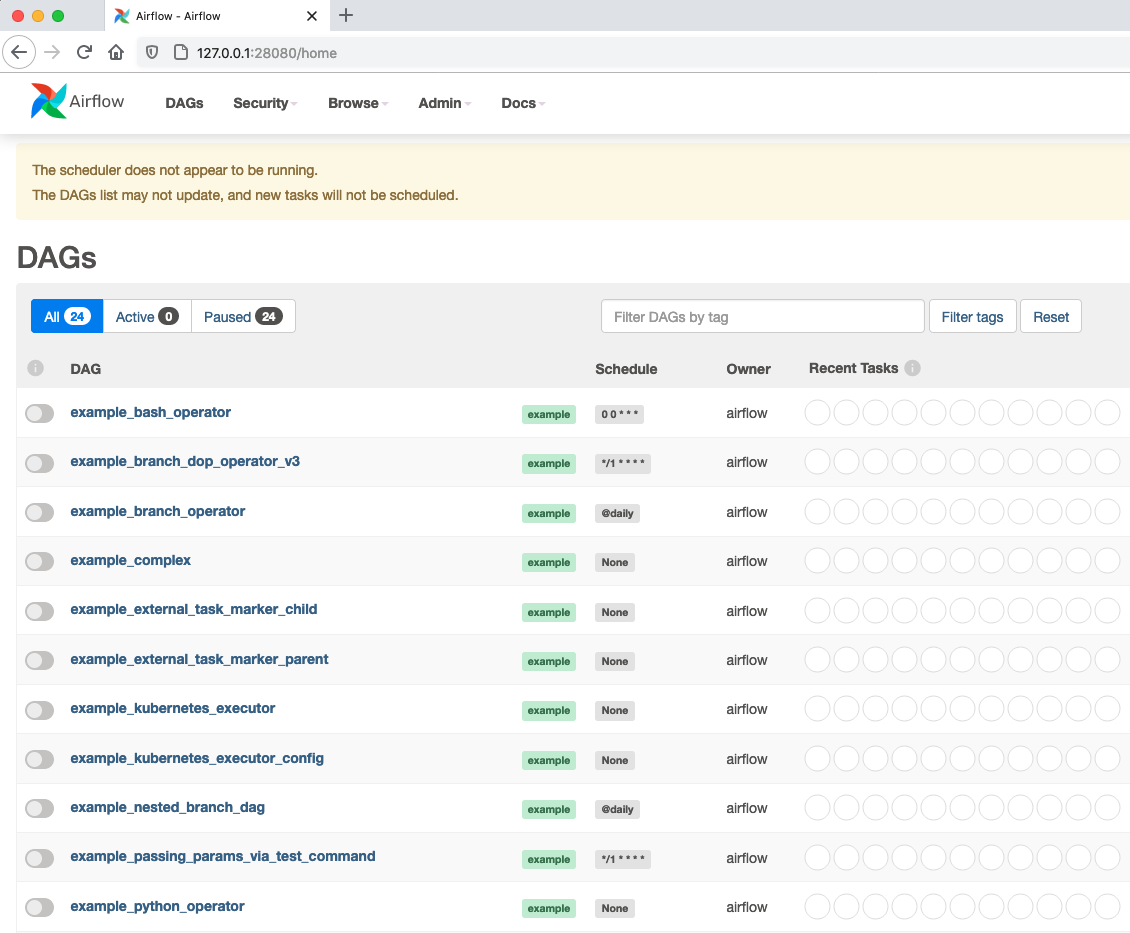 Airflow - Airflow
127.0.0.1:28080/home
Airflow DAGs Security Browse Admin Docs
The scheduler does not appear to be running.
The DAGs list may not update, and new tasks will not be scheduled.
DAGs
All 24 Active 0 Paused 24 Filter DAGs by tag Filter tags Reset
i DAG Schedule Owner Recent Tasks i
example_bash_operator example 0 0 * * * airflow
example_branch_dop_operator_v3 example */1 * * * * airflow
example_branch_operator example @daily airflow
example_complex example None airflow
example_external_task_marker_child example None airflow
example_external_task_marker_parent example None airflow
example_kubernetes_executor example None airflow
example_kubernetes_executor_config example None airflow
example_nested_branch_dag example @daily airflow
example_passing_params_via_test_command example */1 * * * * airflow
example_python_operator example None airflow